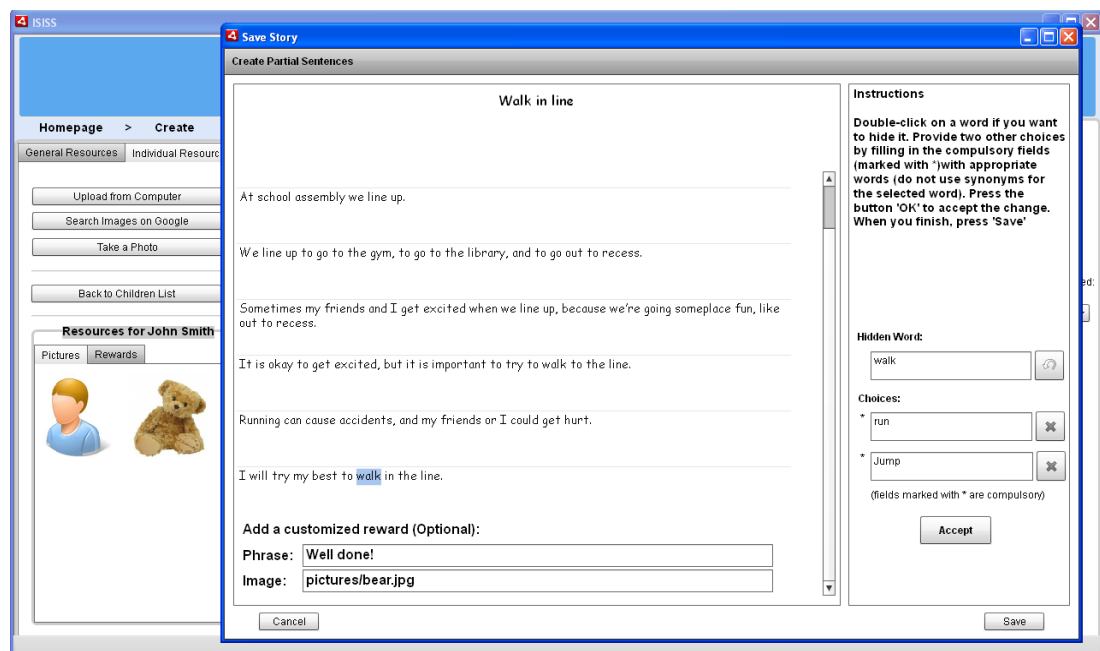 ISISS
Save Story
Create Partial Sentences
Homepage > Create
General Resources
Individual Resourc
Upload from Computer
Search Images on Google
Take a Photo
Back to Children List
Resources for John Smith
Pictures
Rewards
Walk in line
At school assembly we line up.
We line up to go to the gym, to go to the library, and to go out to recess.
Sometimes my friends and I get excited when we line up, because we're going someplace fun, like
out to recess.
It is okay to get excited, but it is important to try to walk to the line.
Running can cause accidents, and my friends or I could get hurt.
I will try my best to walk in the line.
Add a customized reward (Optional):
Phrase: Well done!
Image: pictures/bear.jpg
Cancel
Instructions
Double-click on a word if you want
to hide it. Provide two other choices
by filling in the compulsory fields
(marked with *)with appropriate
words (do not use synonyms for
the selected word). Press the
button 'OK' to accept the change.
When you finish, press 'Save'
Hidden Word:
walk
Choices:
* run
* Jump
(fields marked with * are compulsory)
Accept
Save
ed: